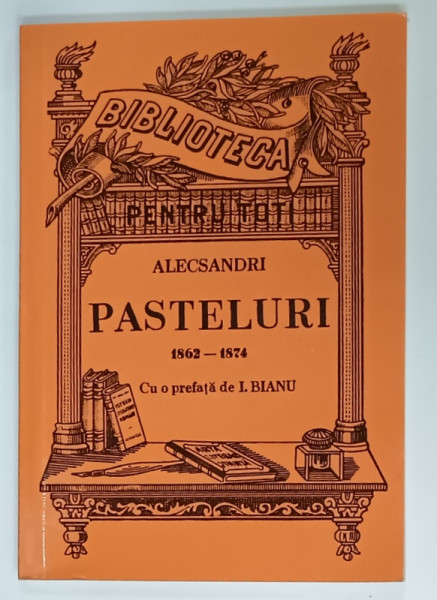 BIBLIOTECA
PENTRU TOTI
ALECSANDRI
PASTELURI
1862 — 1874
Cu o prefață de I. BIANU